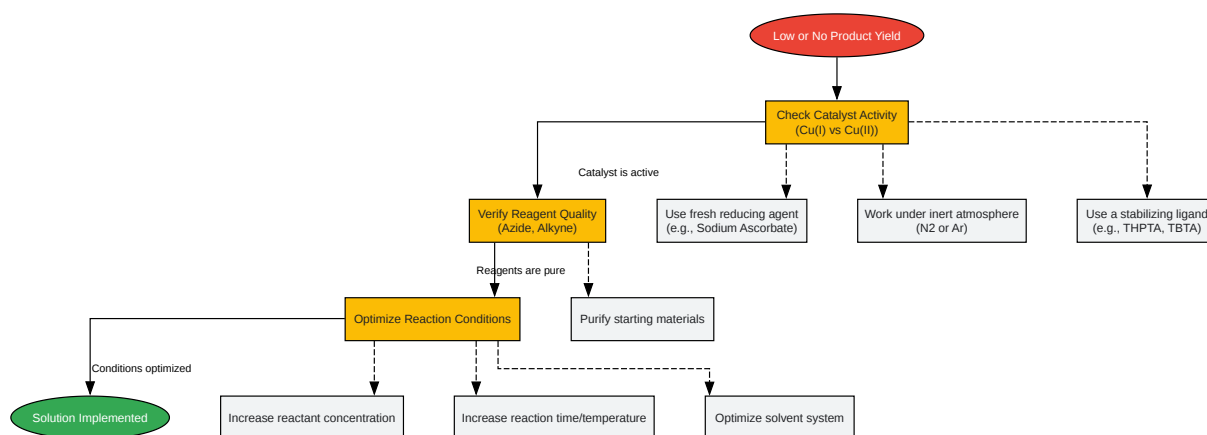 Low or No Product Yield
Check Catalyst Activity
(Cu(I) vs Cu(II))
Catalyst is active
Verify Reagent Quality
(Azide, Alkyne)
Use fresh reducing agent
(e.g., Sodium Ascorbate)
Work under inert atmosphere
(N2 or Ar)
Use a stabilizing ligand
(e.g., THPTA, TBTA)
Reagents are pure
Optimize Reaction Conditions
Purify starting materials
Conditions optimized
Solution Implemented
Increase reactant concentration
Increase reaction time/temperature
Optimize solvent system